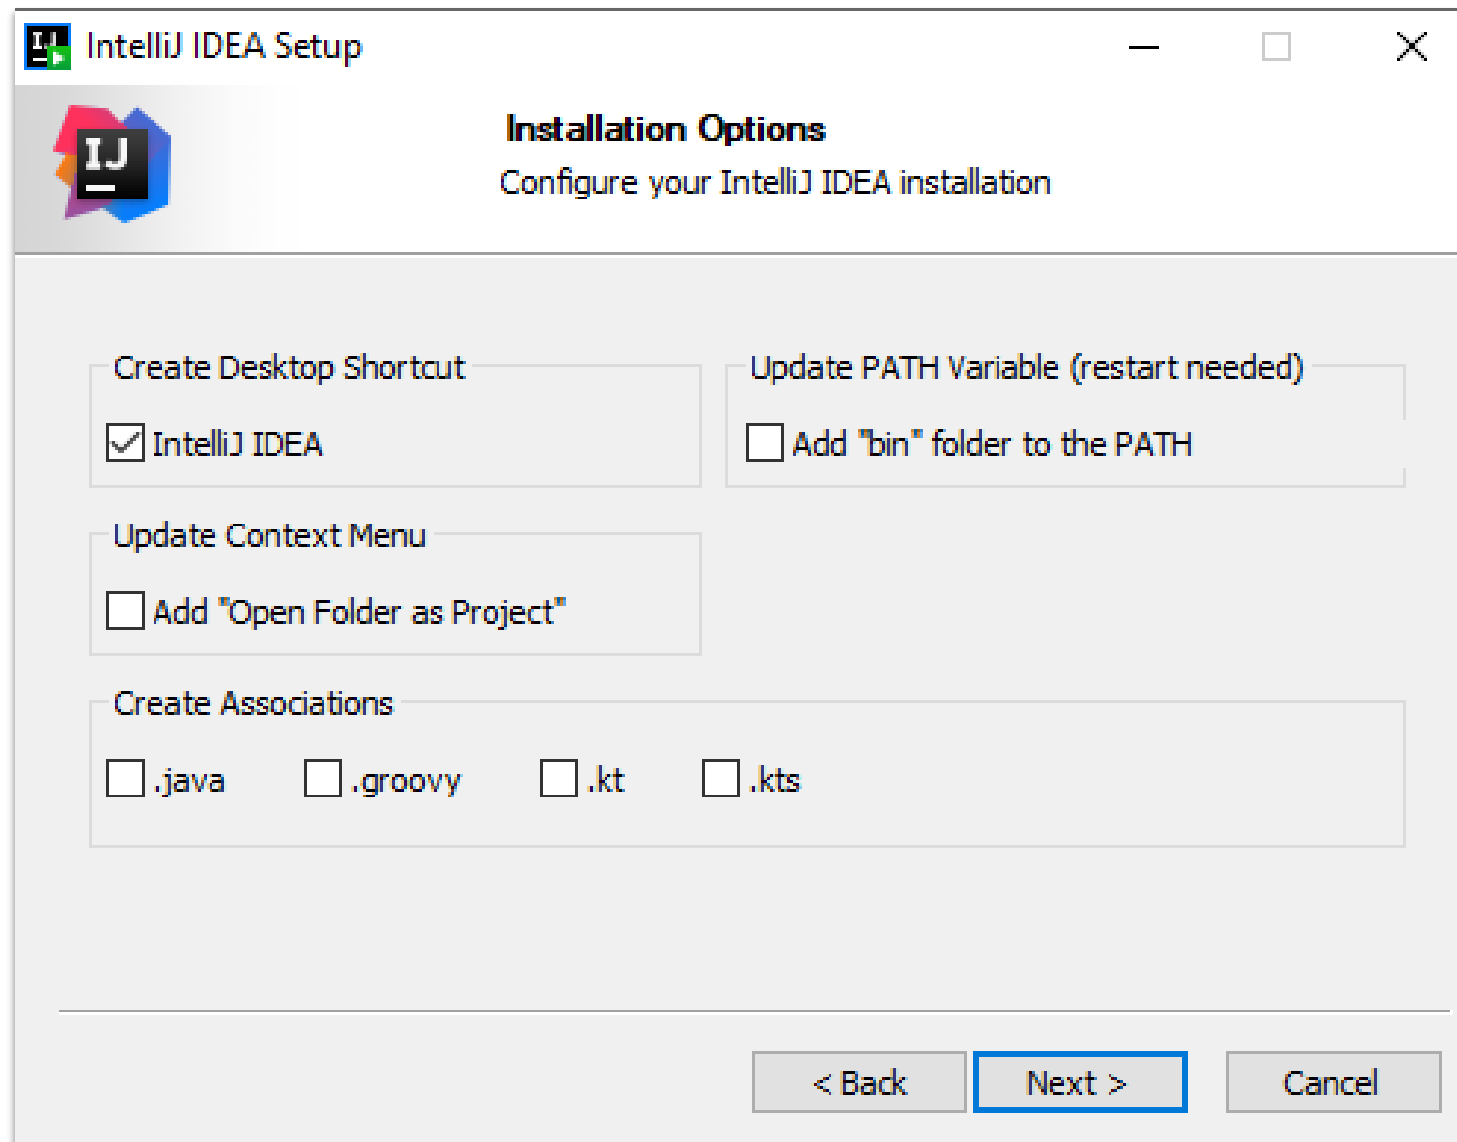 IntelliJ IDEA Setup
IJ
Installation Options
Configure your IntelliJ IDEA installation
Create Desktop Shortcut
IntelliJ IDEA
Update PATH Variable (restart needed)
Add "bin" folder to the PATH
Update Context Menu
Add "Open Folder as Project"
Create Associations
.java .groovy .kt .kts
< Back Next > Cancel